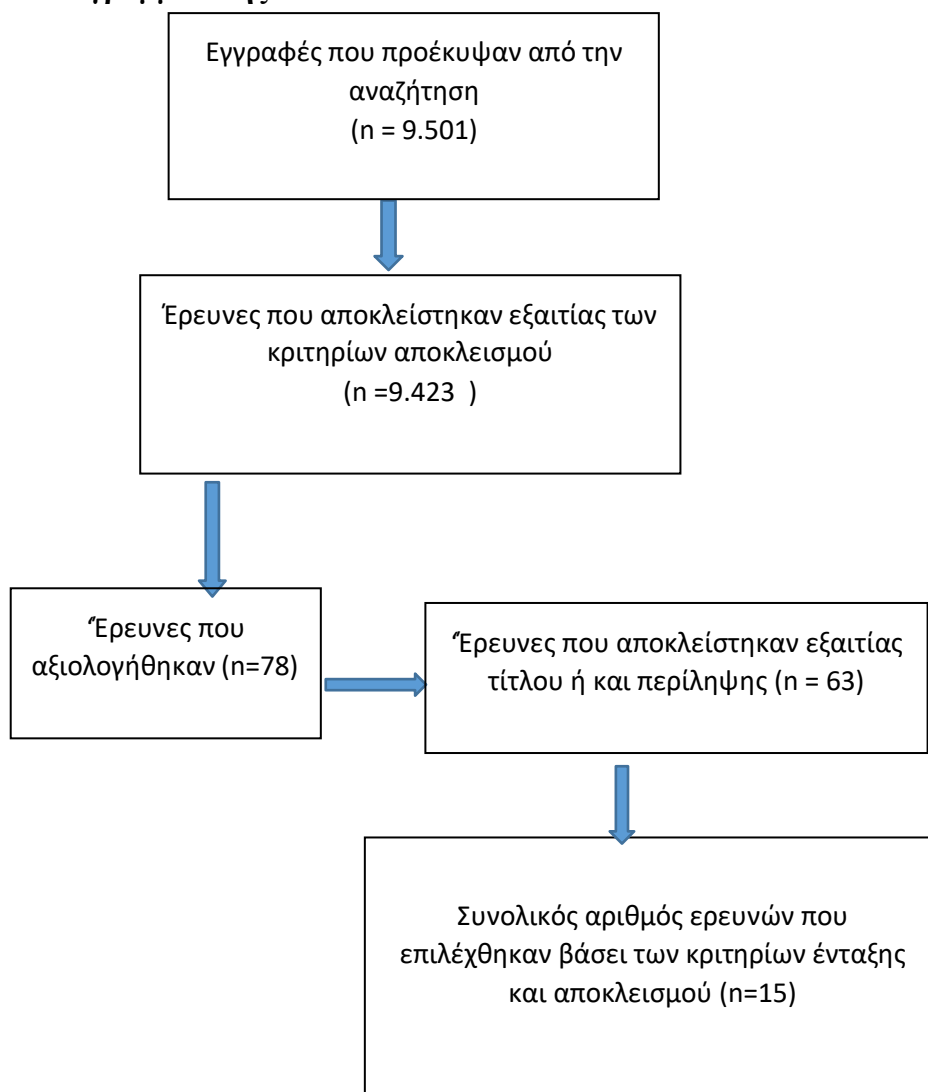 Εγγραφές που προέκυψαν από την
αναζήτηση
(n = 9.501)
Έρευνες που αποκλείστηκαν εξαιτίας των
κριτηρίων αποκλεισμού
(n =9.423  )
Έρευνες που
αξιολογήθηκαν (n=78)
Έρευνες που αποκλείστηκαν εξαιτίας
τίτλου ή και περίληψης (n = 63)
Συνολικός αριθμός ερευνών που
επιλέχθηκαν βάσει των κριτηρίων ένταξης
και αποκλεισμού (n=15)